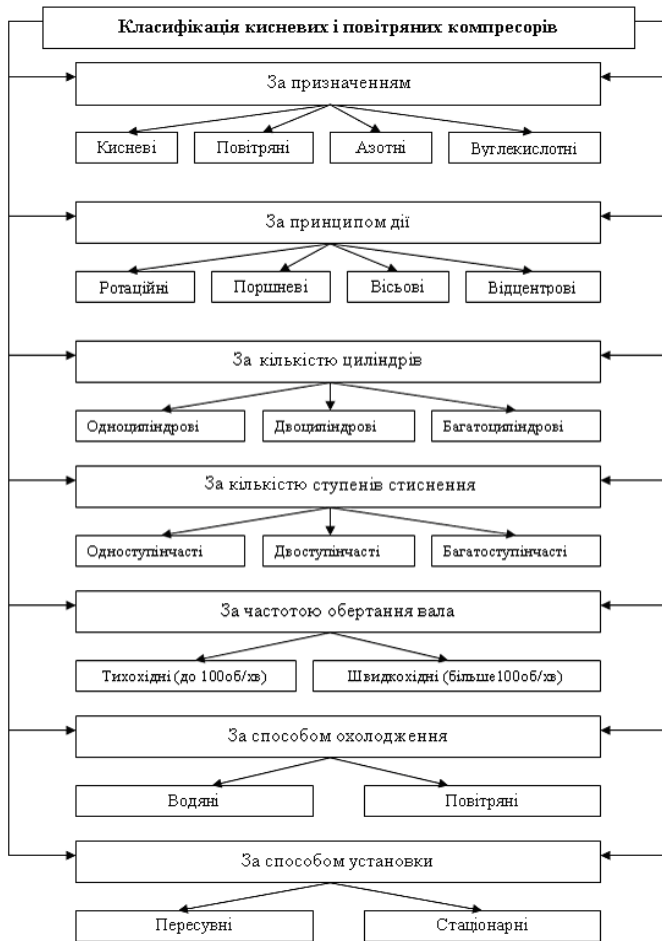 Класифікація кисневих і повітряних компресорів
За призначенням
Кисневі
Повітряні
Азотні
Вуглекислотні
За принципом дії
Ротаційні
Поршневі
Вісьові
Відцентрові
За кількістю циліндрів
Одноциліндрові
Двоциліндрові
Багатоциліндрові
За кількістю ступенів стиснення
Одноступінчасті
Двоступінчасті
Багатоступінчасті
За частотою обертання вала
Тихохідні (до 100об/хв)
Швидкохідні (більше100об/хв)
За способом охолодження
Водяні
Повітряні
За способом установки
Пересувні
Стаціонарні